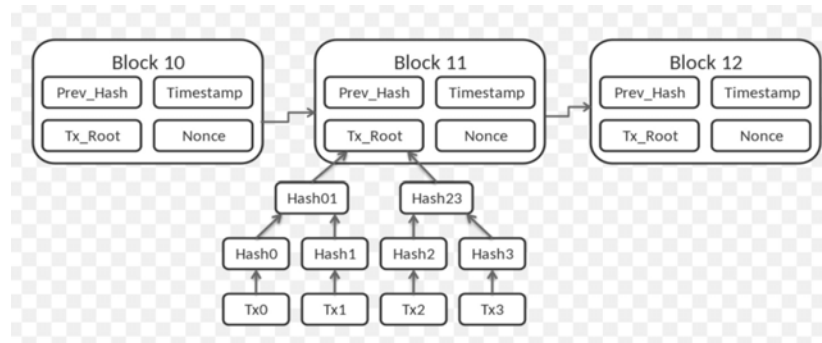 Block 10 Block 11 Block 12
Prev_Hash Timestamp Prev_Hash Timestamp Prev_Hash Timestamp
Tx_Root Nonce Tx_Root Nonce Tx_Root Nonce
Hash01 Hash23
Hash0 Hash1 Hash2 Hash3
Tx0 Tx1 Tx2 Tx3